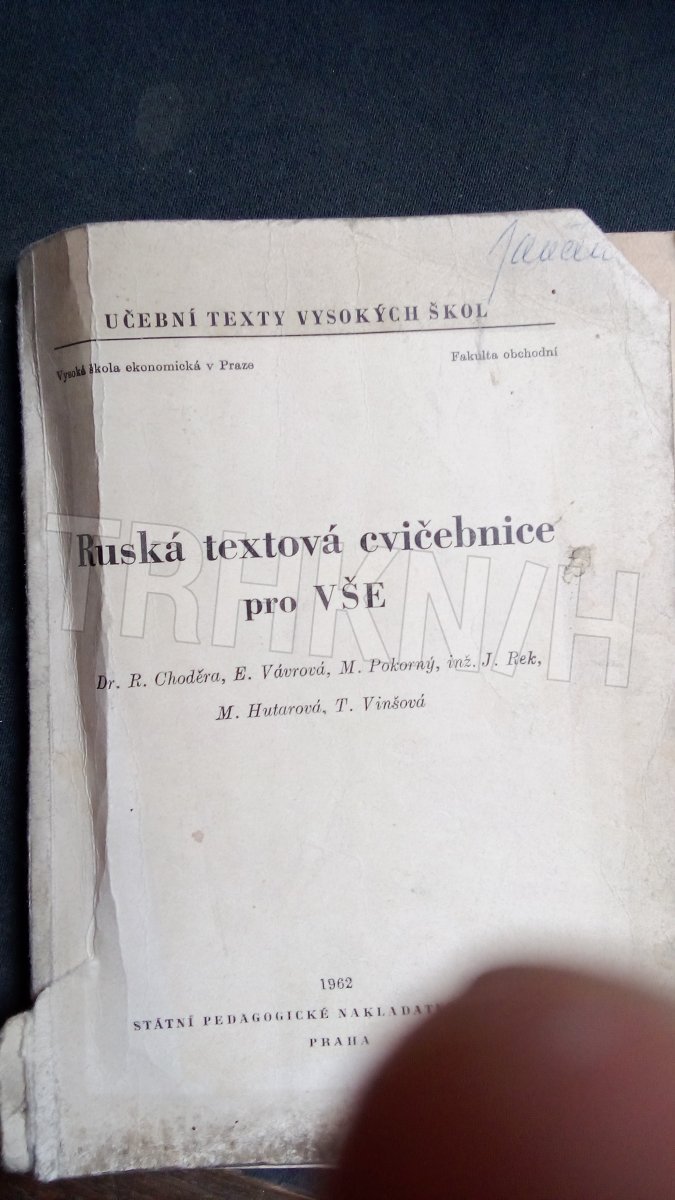 UČEBNÍ TEXTY VYSOKÝCH ŠKOL
Vysoká škola ekonomická v Praze
Fakulta obchodní
Ruská textová cvičebnice
pro VŠE
TRHKNIH
Dr. R. Choděra, E. Vávrová, M. Pokorný, inž. J. Rek,
M. Hutarová, T. Vinšová
1962
STÁTNÍ PEDAGOGICKÉ
PRAHA